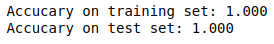 Accucary on training set: 1.000
Accucary on test set: 1.000